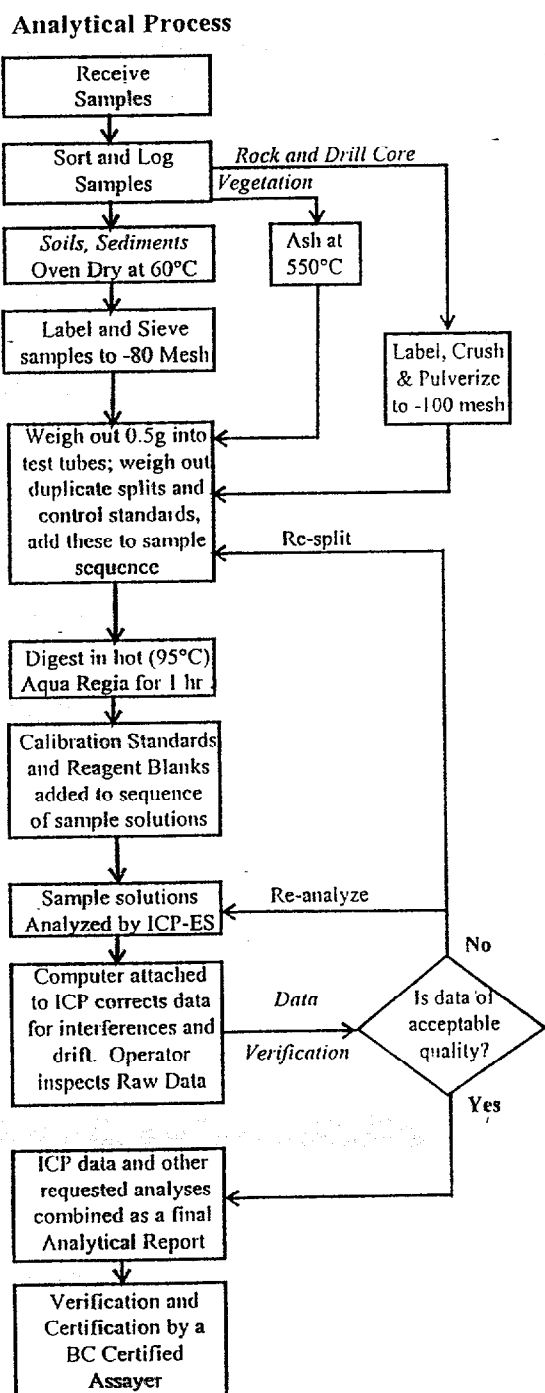 Analytical Process
Receive
Samples
Sort and Log
Samples
Rock and Drill Core
Vegetation
Soils, Sediments
Oven Dry at 60°C
Ash at
550°C
Label and Sieve
samples to -80 Mesh
Label, Crush
& Pulverize
to -100 mesh
Weigh out 0.5g into
test tubes; weigh out
duplicate splits and
control standards,
add these to sample
sequence
Re-split
Digest in hot (95°C)
Aqua Regia for 1 hr
Calibration Standards
and Reagent Blanks
added to sequence
of sample solutions
Sample solutions
Analyzed by ICP-ES
Re-analyze
No
Computer attached
to ICP corrects data
for interferences and
drift. Operator
inspects Raw Data
Data
Verification
Is data of
acceptable
quality?
Yes
ICP data and other
requested analyses
combined as a final
Analytical Report
Verification and
Certification by a
BC Certified
Assayer